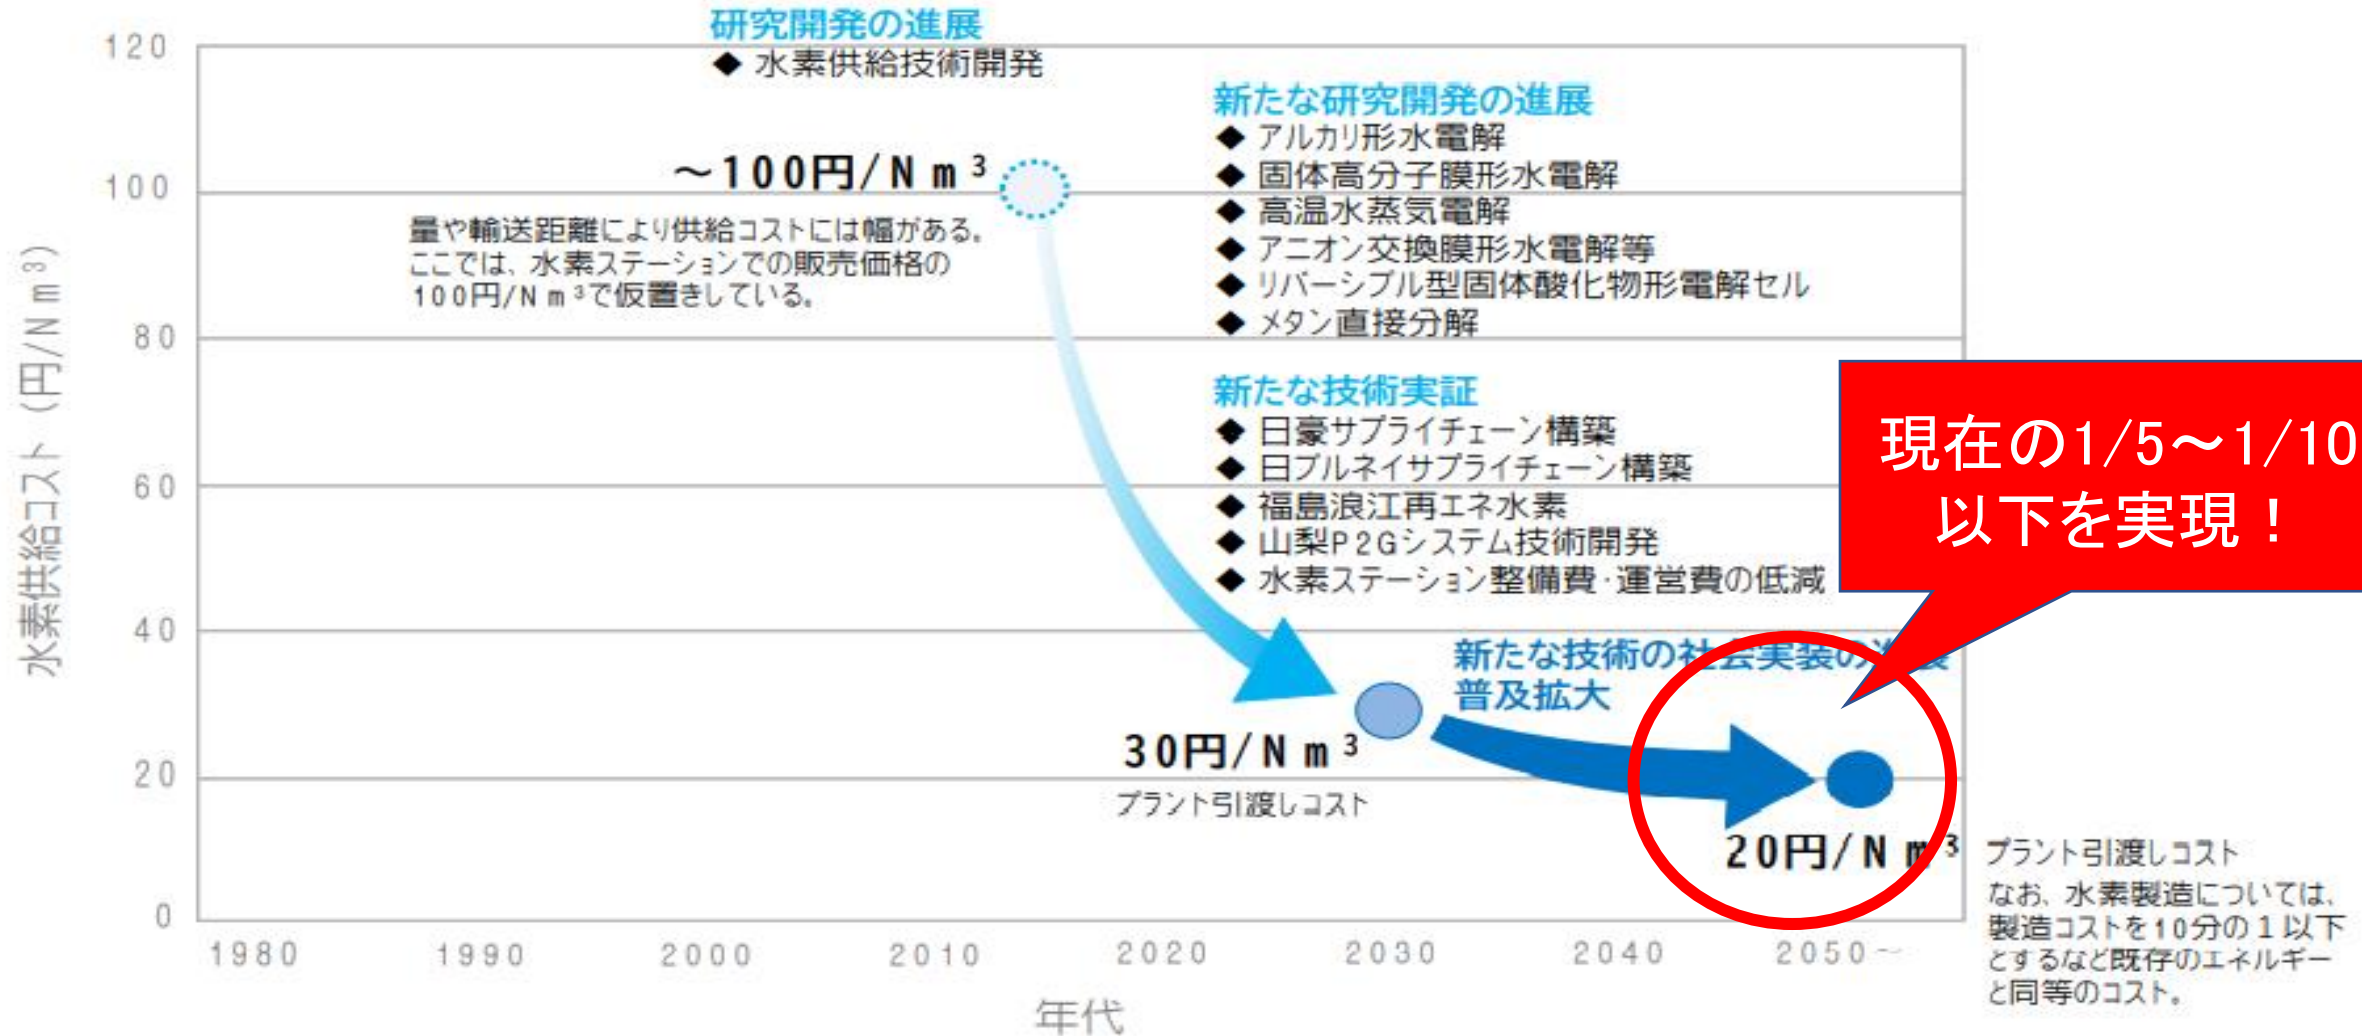 研究開発の進展
◆ 水素供給技術開発
新たな研究開発の進展
◆ アルカリ形水電解
◆ 固体高分子膜形水電解
◆ 高温水蒸気電解
◆ アニオン交換膜形水電解等
◆ リバーシブル型固体酸化物形電解セル
◆ メタン直接分解
～100円/Nm³
量や輸送距離により供給コストには幅がある。
ここでは、水素ステーションでの販売価格の
100円/Nm³で仮置きしている。
新たな技術実証
◆ 日豪サプライチェーン構築
◆ 日ブルネイサプライチェーン構築
◆ 福島浪江再エネ水素
◆ 山梨P2Gシステム技術開発
◆ 水素ステーション整備費・運営費の低減
現在の1/5～1/10
以下を実現！
新たな技術の社会実装の
普及拡大
30円/Nm³
プラント引渡しコスト
20円/Nm³
プラント引渡しコスト
なお、水素製造については、
製造コストを10分の1以下
とするなど既存のエネルギー
と同等のコスト。
水素供給コスト（円/Nm³）
120
100
80
60
40
20
0
1980
1990
2000
2010
2020
2030
2040
2050～
年代